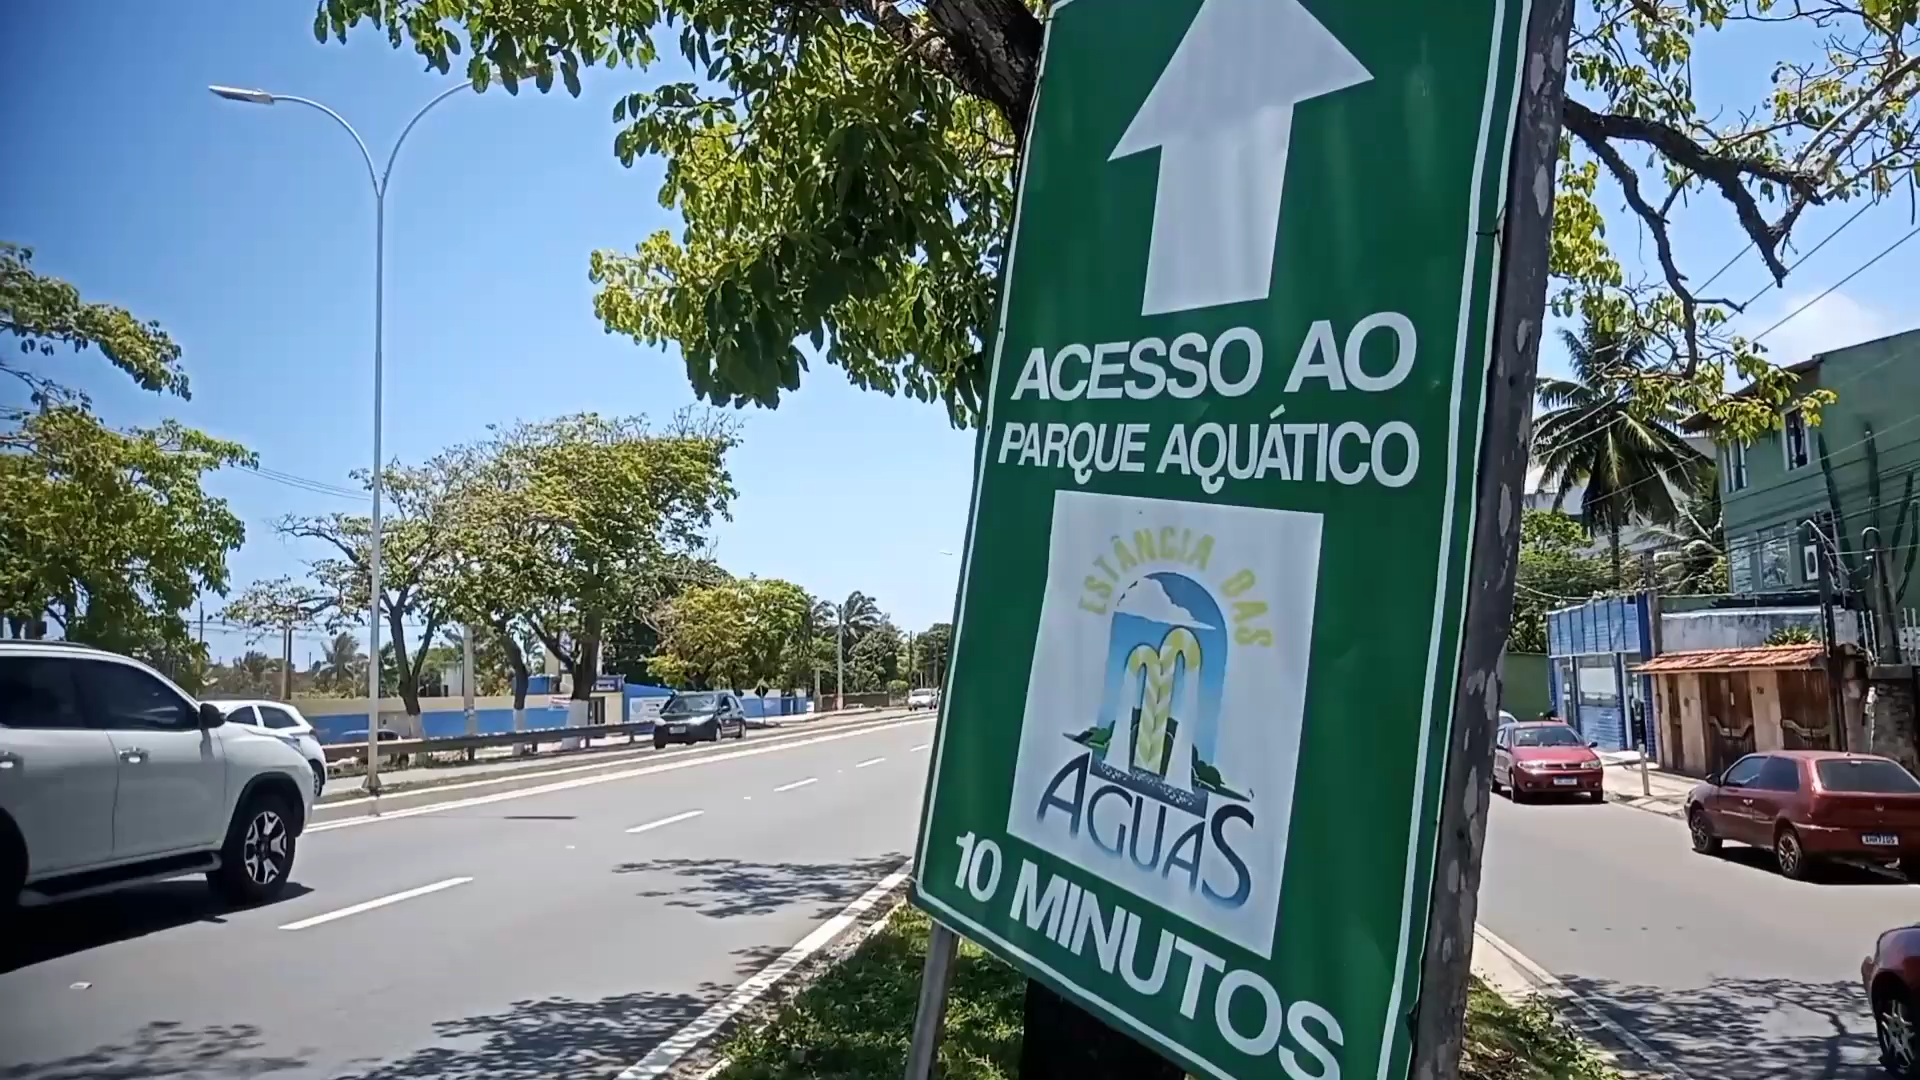 ACESSO AO
PARQUE AQUÁTICO
ESTÂNCIA DAS
ÁGUAS
10 MINUTOS